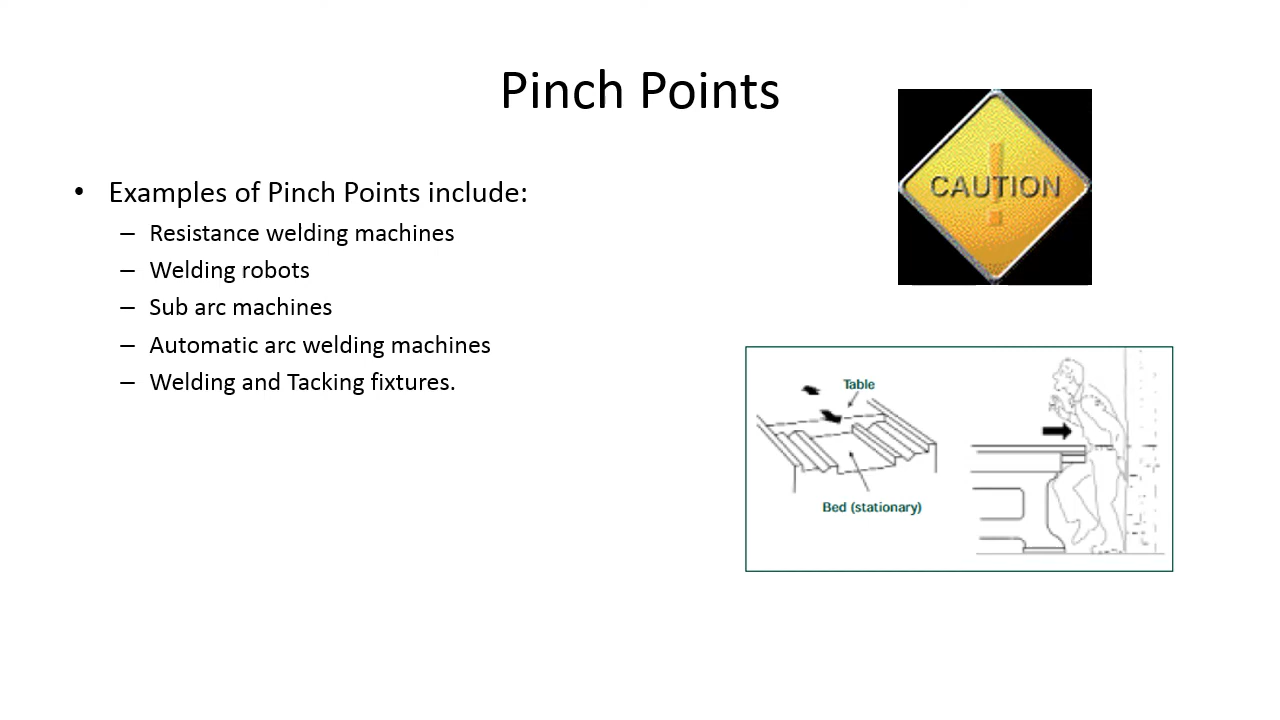 Pinch Points
CAUTION
• Examples of Pinch Points include:
– Resistance welding machines
– Welding robots
– Sub arc machines
– Automatic arc welding machines
– Welding and Tacking fixtures.
Table
Bed (stationary)